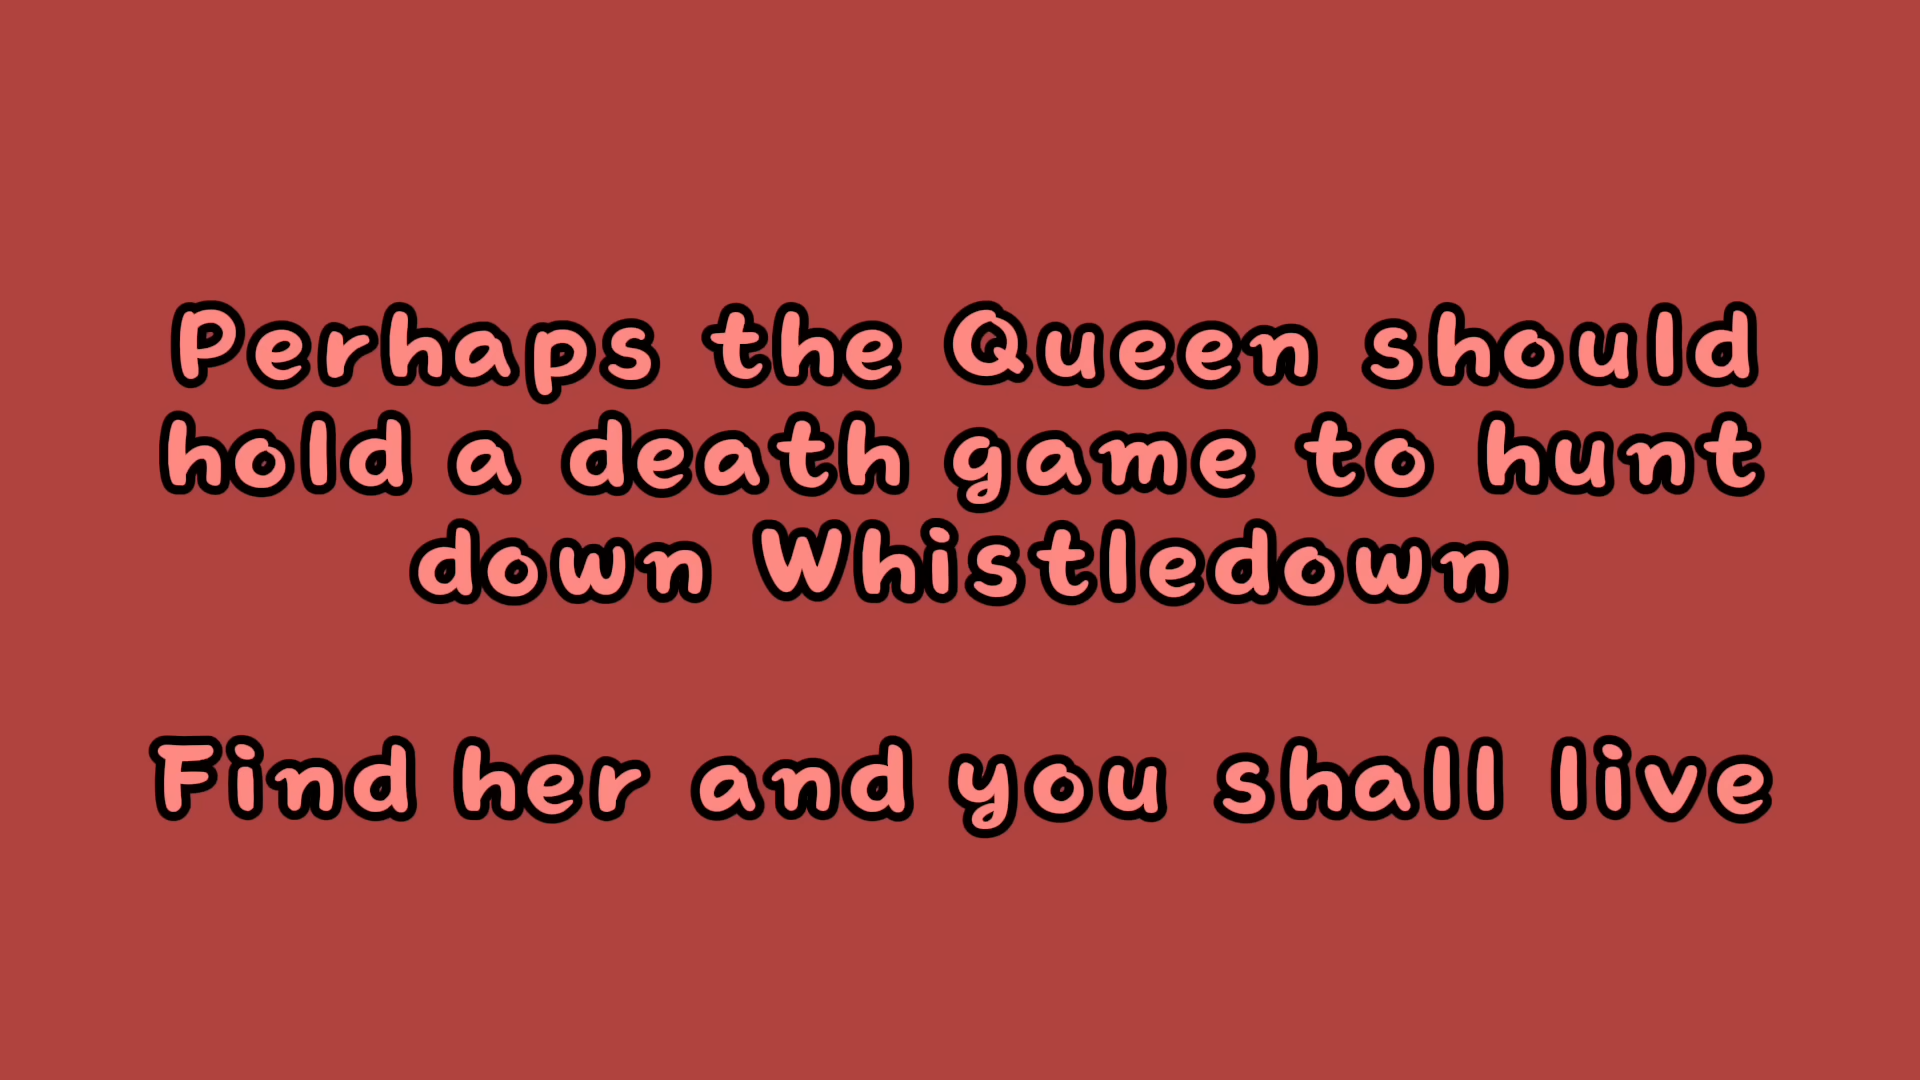 Perhaps the Queen should
hold a death game to hunt
down Whistledown
Find her and you shall live